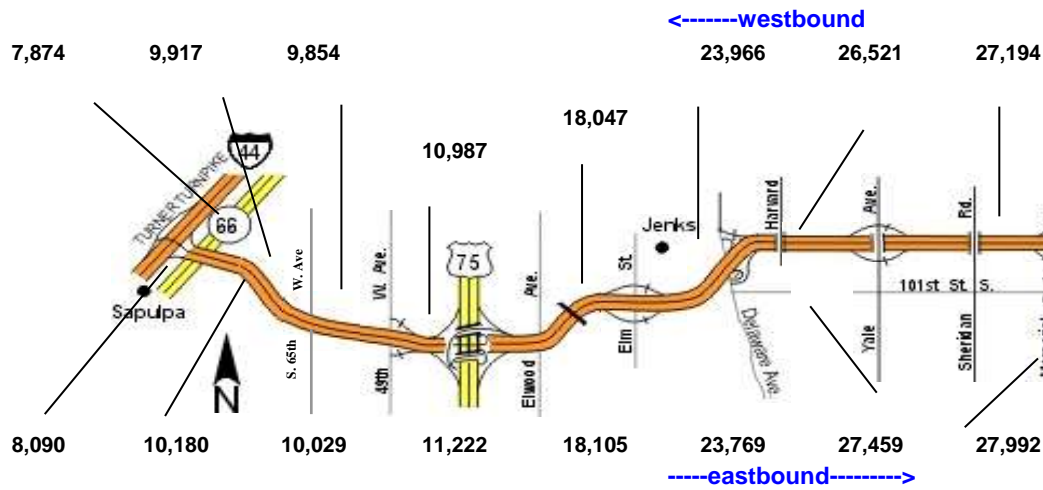 <-------westbound
7,874 9,917 9,854 23,966 26,521 27,194
18,047
10,987
TURNER TURNPIKE
44
66
Sapulpa
N
S. 65th W. Ave
49th W. Ave.
75
Elwood Ave.
Elm St.
Jenks
Delaware Ave.
Harvard
Yale Ave.
Sheridan Rd.
101st St. S.
8,090 10,180 10,029 11,222 18,105 23,769 27,459 27,992
-----eastbound--------->